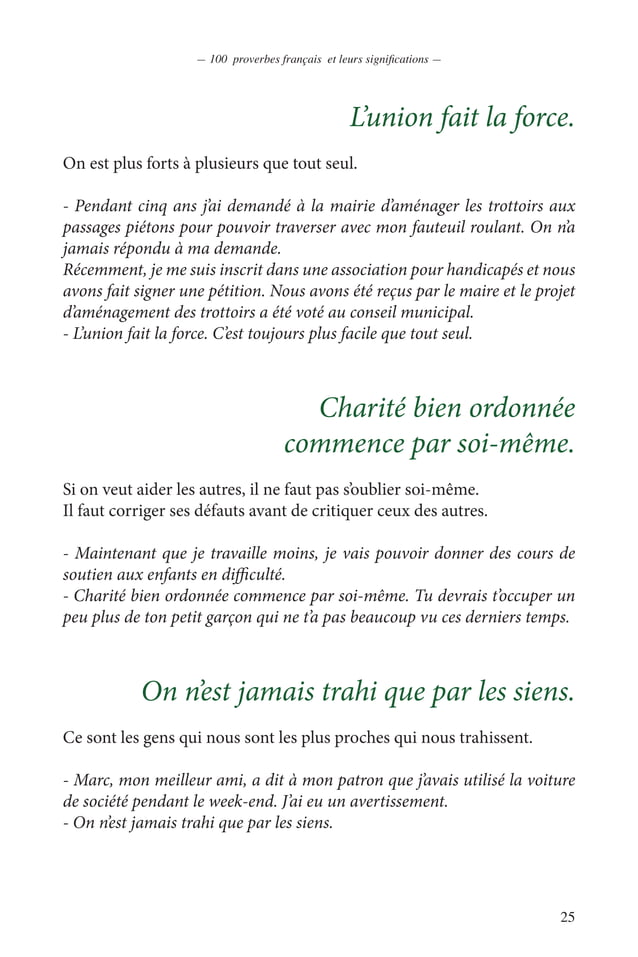 — 100 proverbes français et leurs significations —
L’union fait la force.
On est plus forts à plusieurs que tout seul.
- Pendant cinq ans j’ai demandé à la mairie d’aménager les trottoirs aux
passages piétons pour pouvoir traverser avec mon fauteuil roulant. On n’a
jamais répondu à ma demande.
Récemment, je me suis inscrit dans une association pour handicapés et nous
avons fait signer une pétition. Nous avons été reçus par le maire et le projet
d’aménagement des trottoirs a été voté au conseil municipal.
- L’union fait la force. C’est toujours plus facile que tout seul.
Charité bien ordonnée
commence par soi-même.
Si on veut aider les autres, il ne faut pas s’oublier soi-même.
Il faut corriger ses défauts avant de critiquer ceux des autres.
- Maintenant que je travaille moins, je vais pouvoir donner des cours de
soutien aux enfants en difficulté.
- Charité bien ordonnée commence par soi-même. Tu devrais t’occuper un
peu plus de ton petit garçon qui ne t’a pas beaucoup vu ces derniers temps.
On n’est jamais trahi que par les siens.
Ce sont les gens qui nous sont les plus proches qui nous trahissent.
- Marc, mon meilleur ami, a dit à mon patron que j’avais utilisé la voiture
de société pendant le week-end. J’ai eu un avertissement.
- On n’est jamais trahi que par les siens.
25